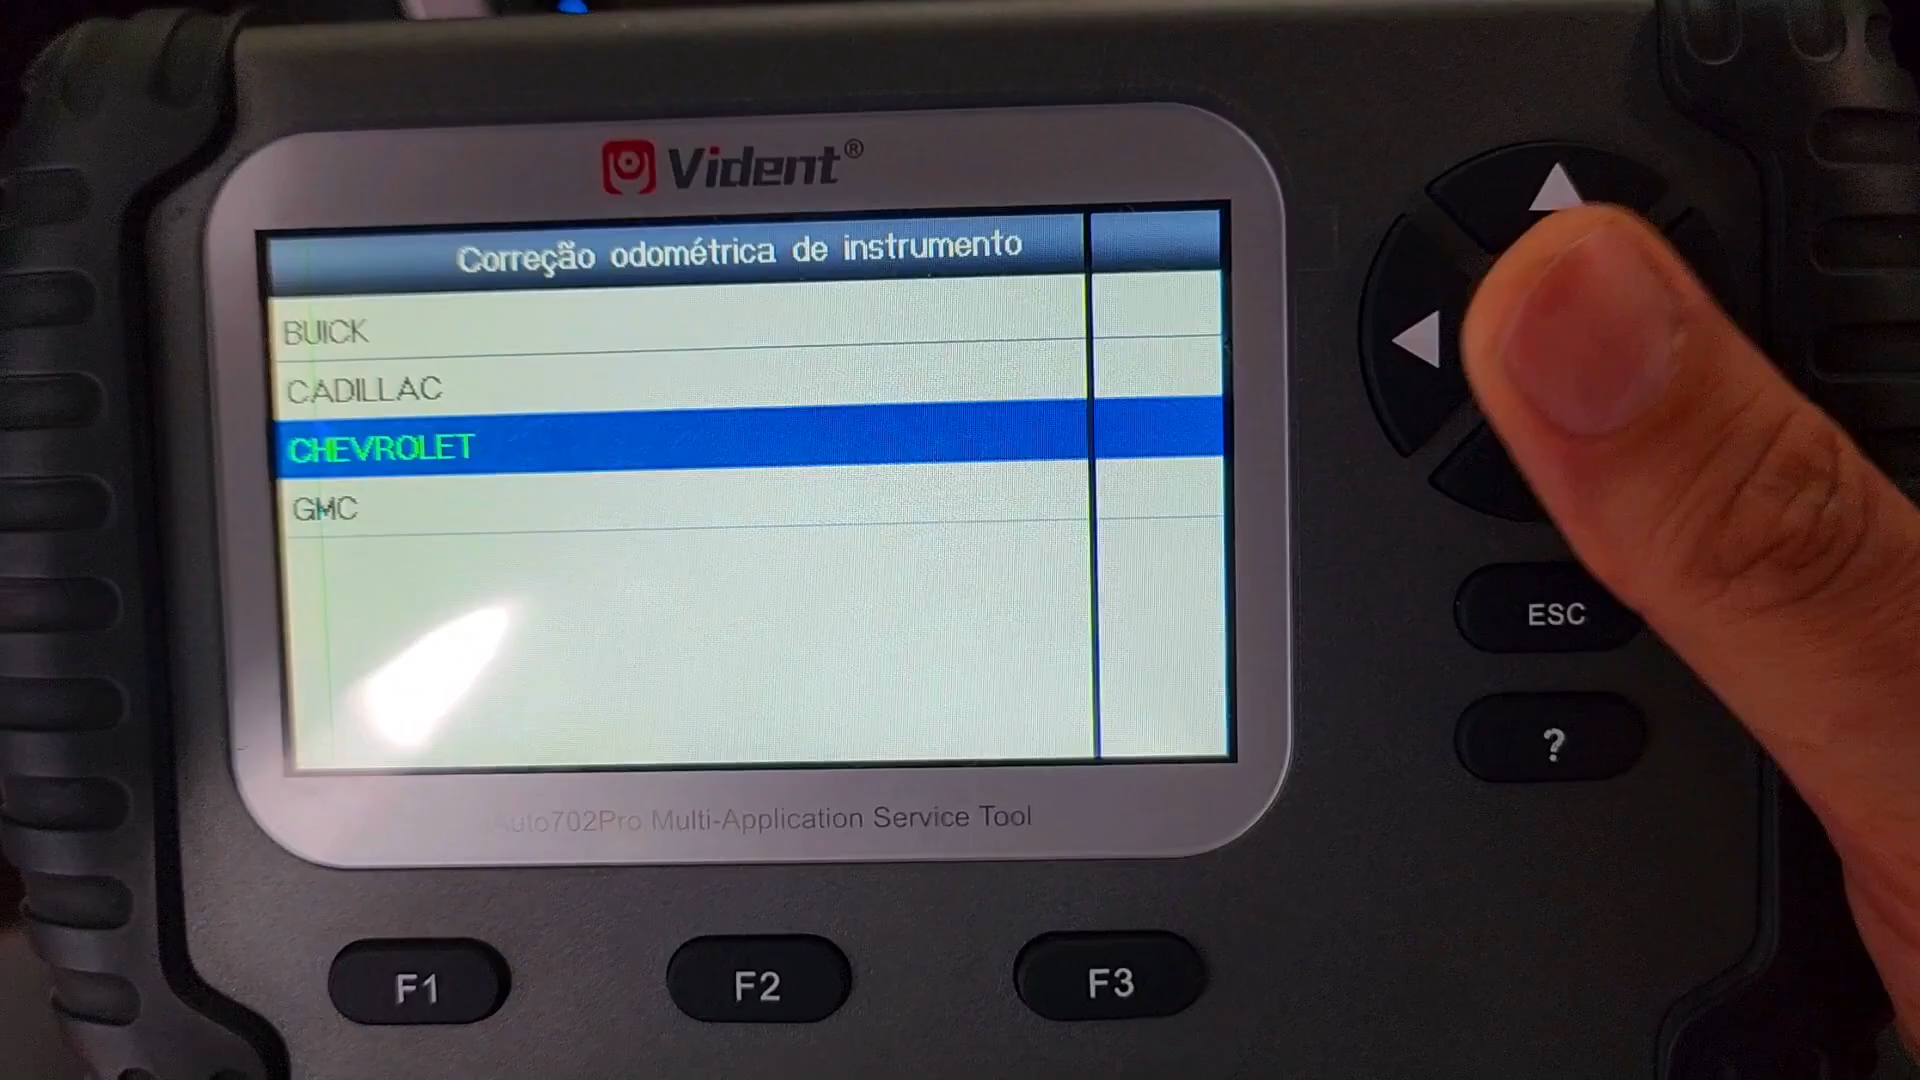 Vident®
Correção odométrica de instrumento
BUICK
CADILLAC
CHEVROLET
GMC
iAuto702Pro Multi-Application Service Tool
ESC
?
F1
F2
F3